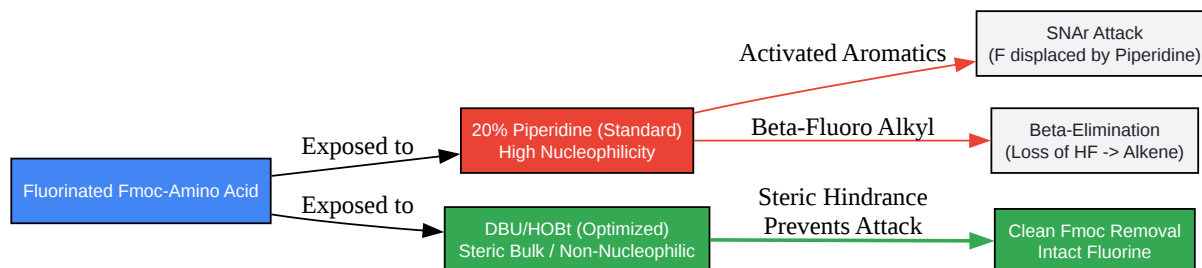 Fluorinated Fmoc-Amino Acid
Exposed to
Exposed to
20% Piperidine (Standard)
High Nucleophilicity
DBU/HOBt (Optimized)
Steric Bulk / Non-Nucleophilic
Activated Aromatics
Beta-Fluoro Alkyl
Steric Hindrance
Prevents Attack
SNAr Attack
(F displaced by Piperidine)
Beta-Elimination
(Loss of HF -> Alkene)
Clean Fmoc Removal
Intact Fluorine